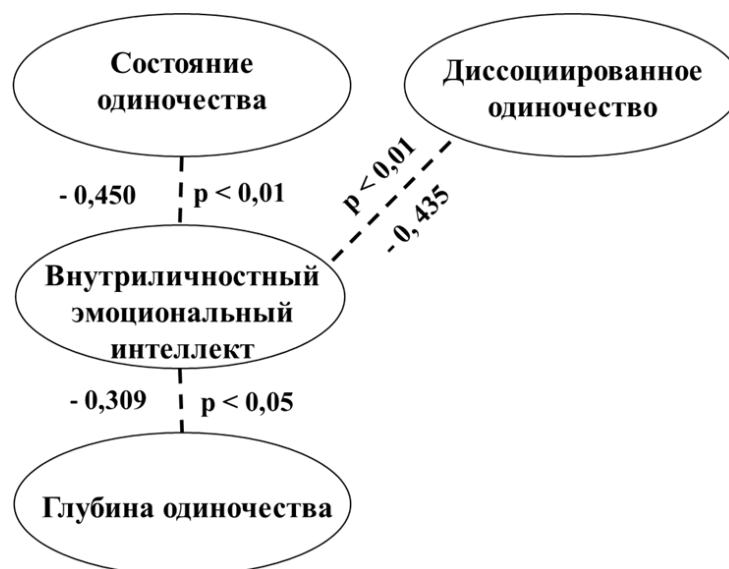 Состояние
одиночества
Диссоциированное
одиночество
- 0,450
p < 0,01
p < 0,01
- 0, 435
Внутриличностный
эмоциональный
интеллект
- 0,309
p < 0,05
Глубина одиночества